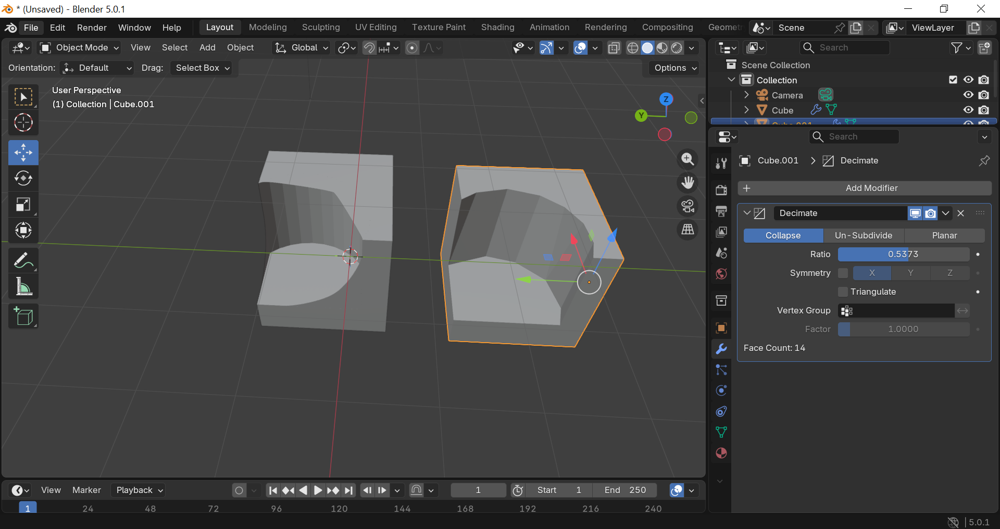 * (Unsaved) - Blender 5.0.1
File Edit Render Window Help Layout Modeling Sculpting UV Editing Texture Paint Shading Animation Rendering Compositing Geomet Scene ViewLayer
Object Mode View Select Add Object Global
Orientation: Default Drag: Select Box Options
User Perspective
(1) Collection | Cube.001
Z
Y
Search
Scene Collection
Collection
Camera
Cube
Cube.001
Search
Cube.001 > Decimate
+ Add Modifier
Decimate
Collapse Un-Subdivide Planar
Ratio 0.5373
Symmetry X Y Z
Triangulate
Vertex Group
Factor 1.0000
Face Count: 14
View Marker Playback 1 Start 1 End 250
1 24 48 72 96 120 144 168 192 216 240
5.0.1